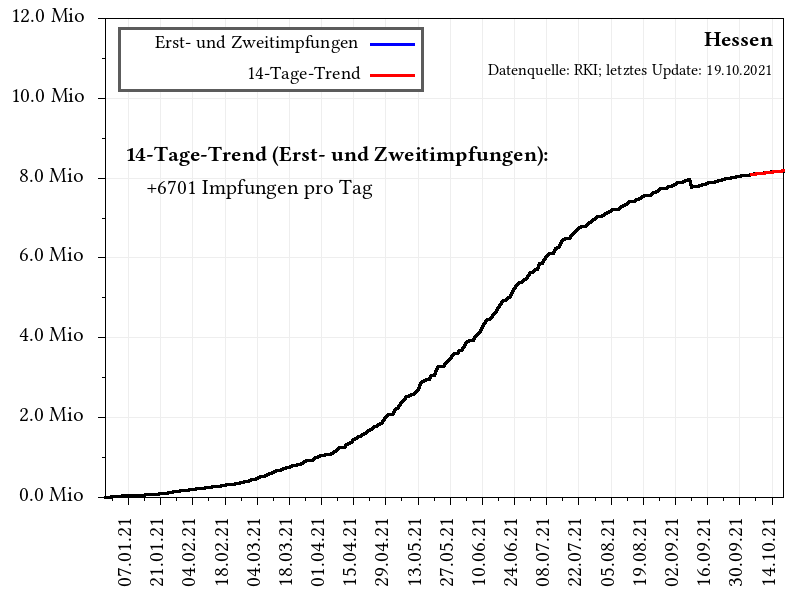 12.0 Mio
10.0 Mio
8.0 Mio
6.0 Mio
4.0 Mio
2.0 Mio
0.0 Mio
Erst- und Zweitimpfungen
14-Tage-Trend
Hessen
Datenquelle: RKI; letztes Update: 19.10.2021
14-Tage-Trend (Erst- und Zweitimpfungen):
+6701 Impfungen pro Tag
07.01.21
21.01.21
04.02.21
18.02.21
04.03.21
18.03.21
01.04.21
15.04.21
29.04.21
13.05.21
27.05.21
10.06.21
24.06.21
08.07.21
22.07.21
05.08.21
19.08.21
02.09.21
16.09.21
30.09.21
14.10.21